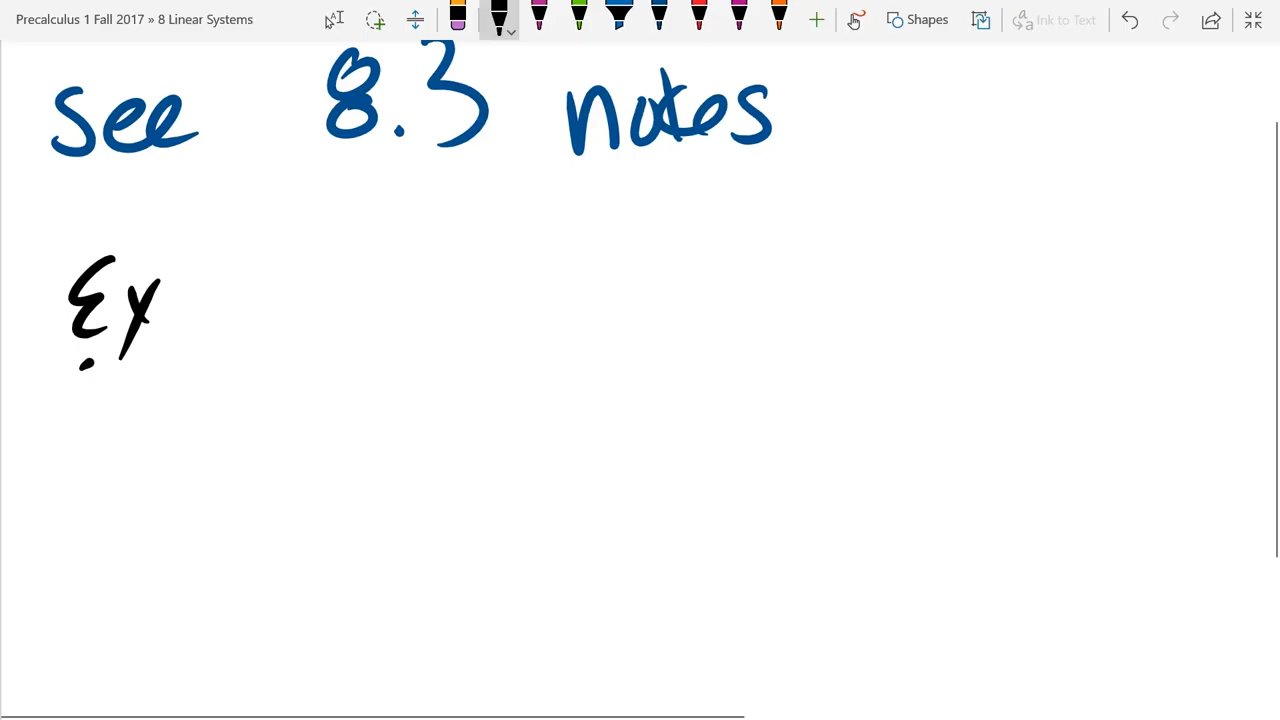 Precalculus 1 Fall 2017 » 8 Linear Systems Shapes Ink to Text
see 8.3 notes
Ex